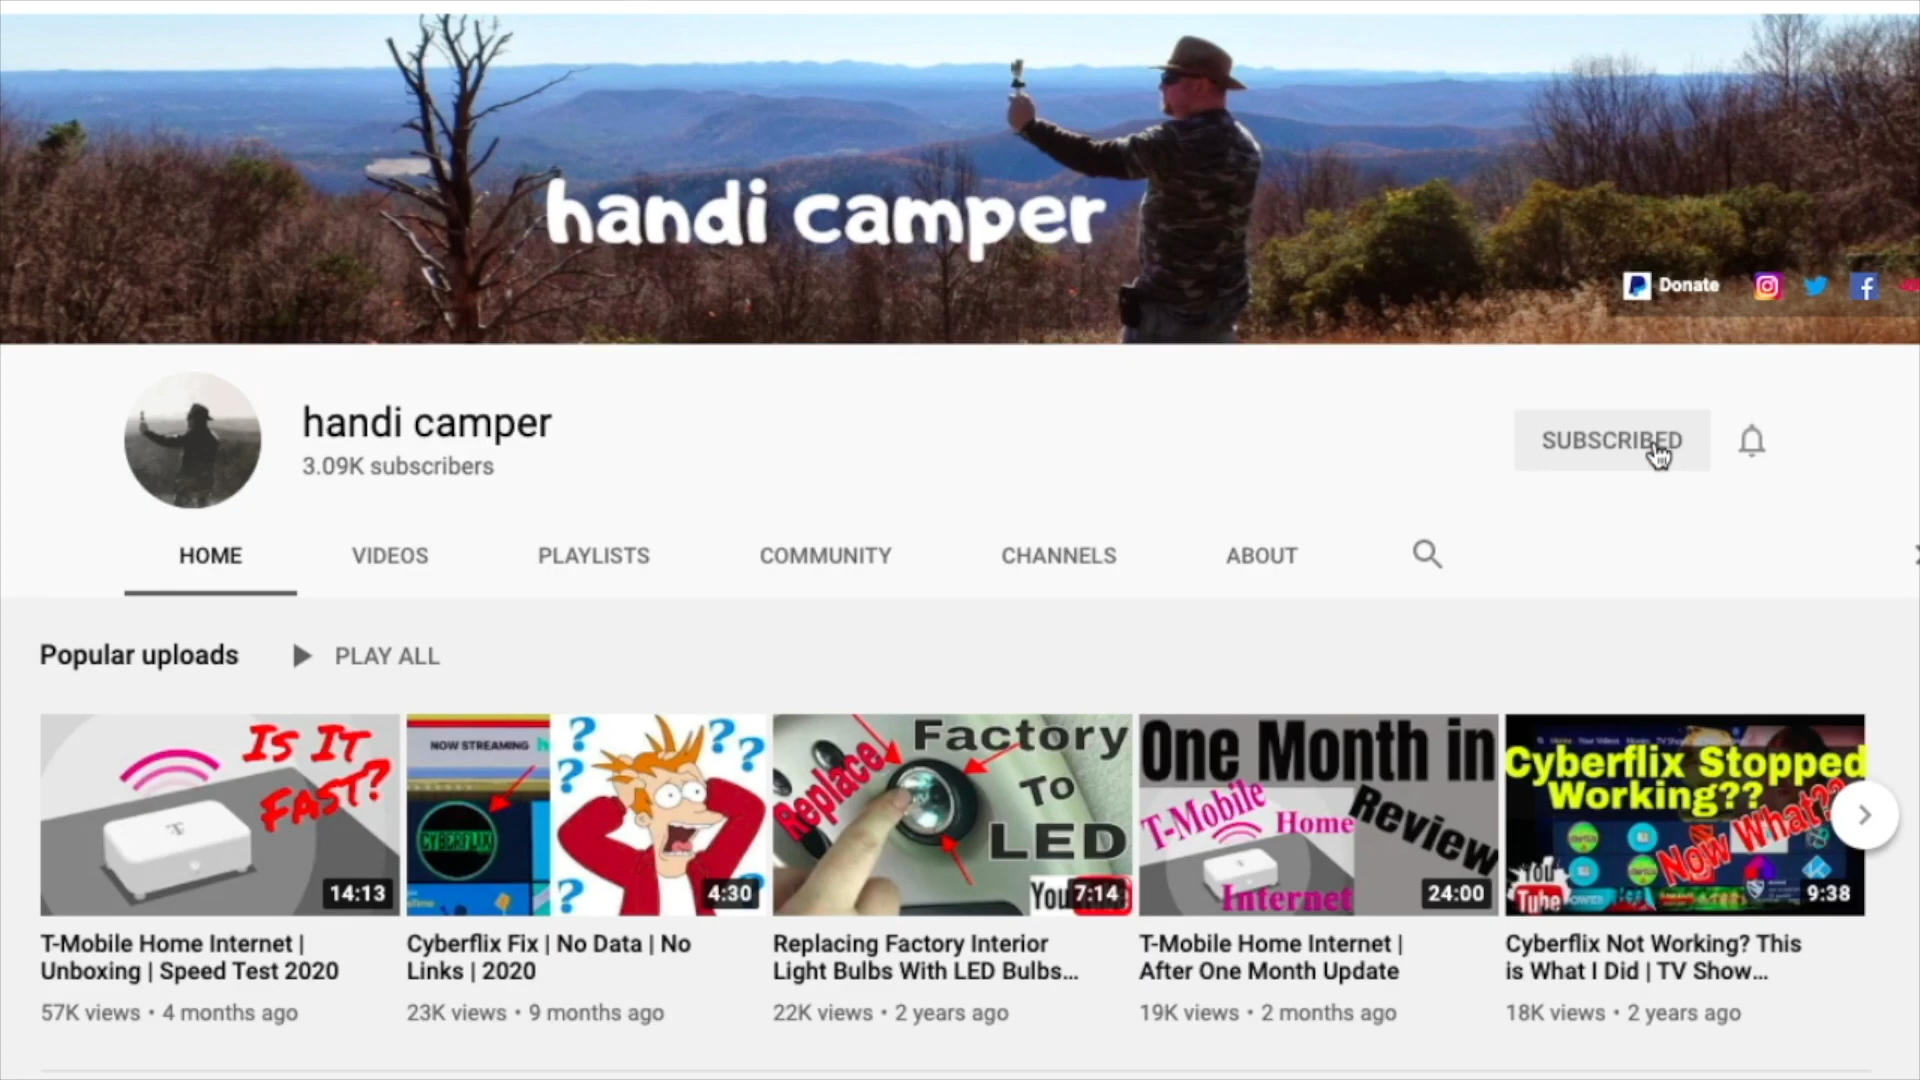 handi camper
Donate
handi camper
3.09K subscribers
SUBSCRIBED
HOME VIDEOS PLAYLISTS COMMUNITY CHANNELS ABOUT
Popular uploads PLAY ALL
IS IT
FAST?
T
14:13
NOW STREAMING
CYBERFLIX
4:30
Factory
Replace
To
LED
7:14
One Month in
Review
T-Mobile
Home
Internet
24:00
Cyberflix Stopped
Working??
Now What??
You
Tube
9:38
T-Mobile Home Internet |
Unboxing | Speed Test 2020
57K views • 4 months ago
Cyberflix Fix | No Data | No
Links | 2020
23K views • 9 months ago
Replacing Factory Interior
Light Bulbs With LED Bulbs...
22K views • 2 years ago
T-Mobile Home Internet |
After One Month Update
19K views • 2 months ago
Cyberflix Not Working? This
is What I Did | TV Show...
18K views • 2 years ago